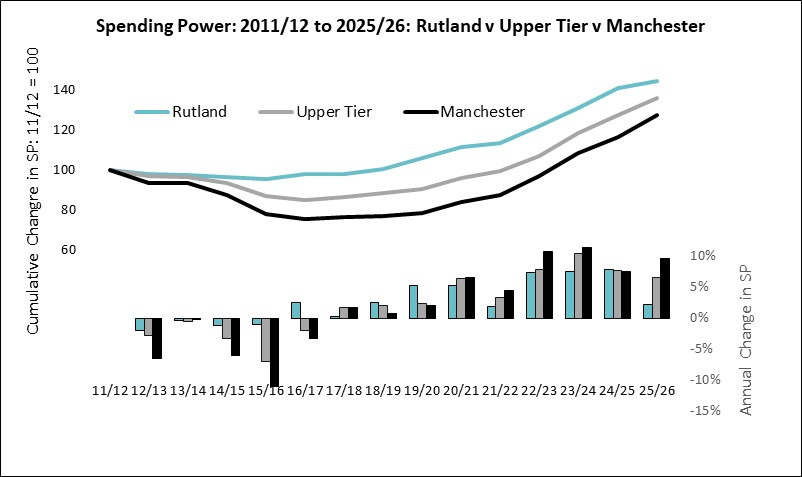 Spending Power: 2011/12 to 2025/26: Rutland v Upper Tier v Manchester
Cumulative Changre in SP: 11/12 = 100
140
120
100
80
60
Rutland Upper Tier Manchester
10%
5%
0%
-5%
-10%
-15%
Annual Change in SP
11/12 12/13 13/14 14/15 15/16 16/17 17/18 18/19 19/20 20/21 21/22 22/23 23/24 24/25 25/26